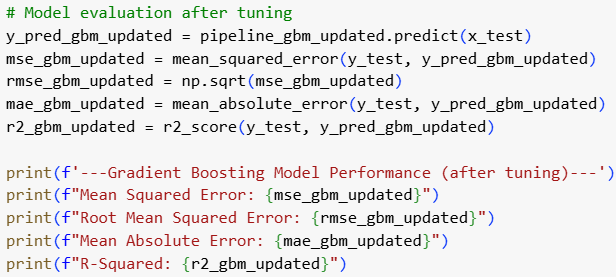 # Model evaluation after tuning
y_pred_gbm_updated = pipeline_gbm_updated.predict(x_test)
mse_gbm_updated = mean_squared_error(y_test, y_pred_gbm_updated)
rmse_gbm_updated = np.sqrt(mse_gbm_updated)
mae_gbm_updated = mean_absolute_error(y_test, y_pred_gbm_updated)
r2_gbm_updated = r2_score(y_test, y_pred_gbm_updated)

print(f'---Gradient Boosting Model Performance (after tuning)---')
print(f"Mean Squared Error: {mse_gbm_updated}")
print(f"Root Mean Squared Error: {rmse_gbm_updated}")
print(f"Mean Absolute Error: {mae_gbm_updated}")
print(f"R-Squared: {r2_gbm_updated}")